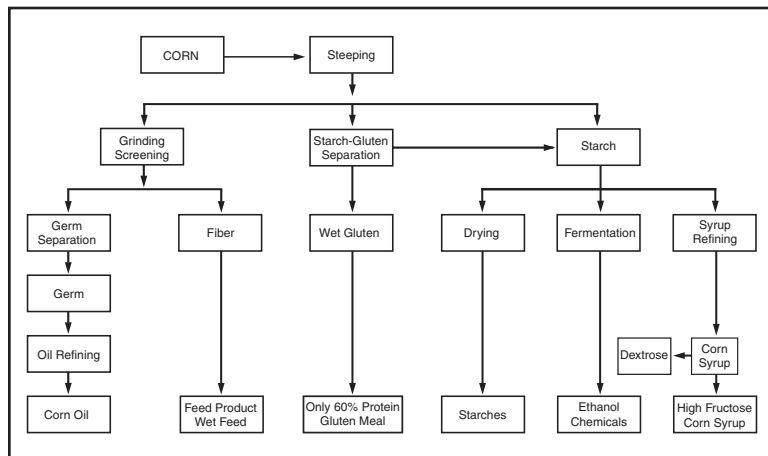 CORN
Steeping
Grinding
Screening
Starch-Gluten
Separation
Starch
Germ
Separation
Fiber
Wet Gluten
Drying
Fermentation
Syrup
Refining
Germ
Oil Refining
Dextrose
Corn
Syrup
Corn Oil
Feed Product
Wet Feed
Only 60% Protein
Gluten Meal
Starches
Ethanol
Chemicals
High Fructose
Corn Syrup